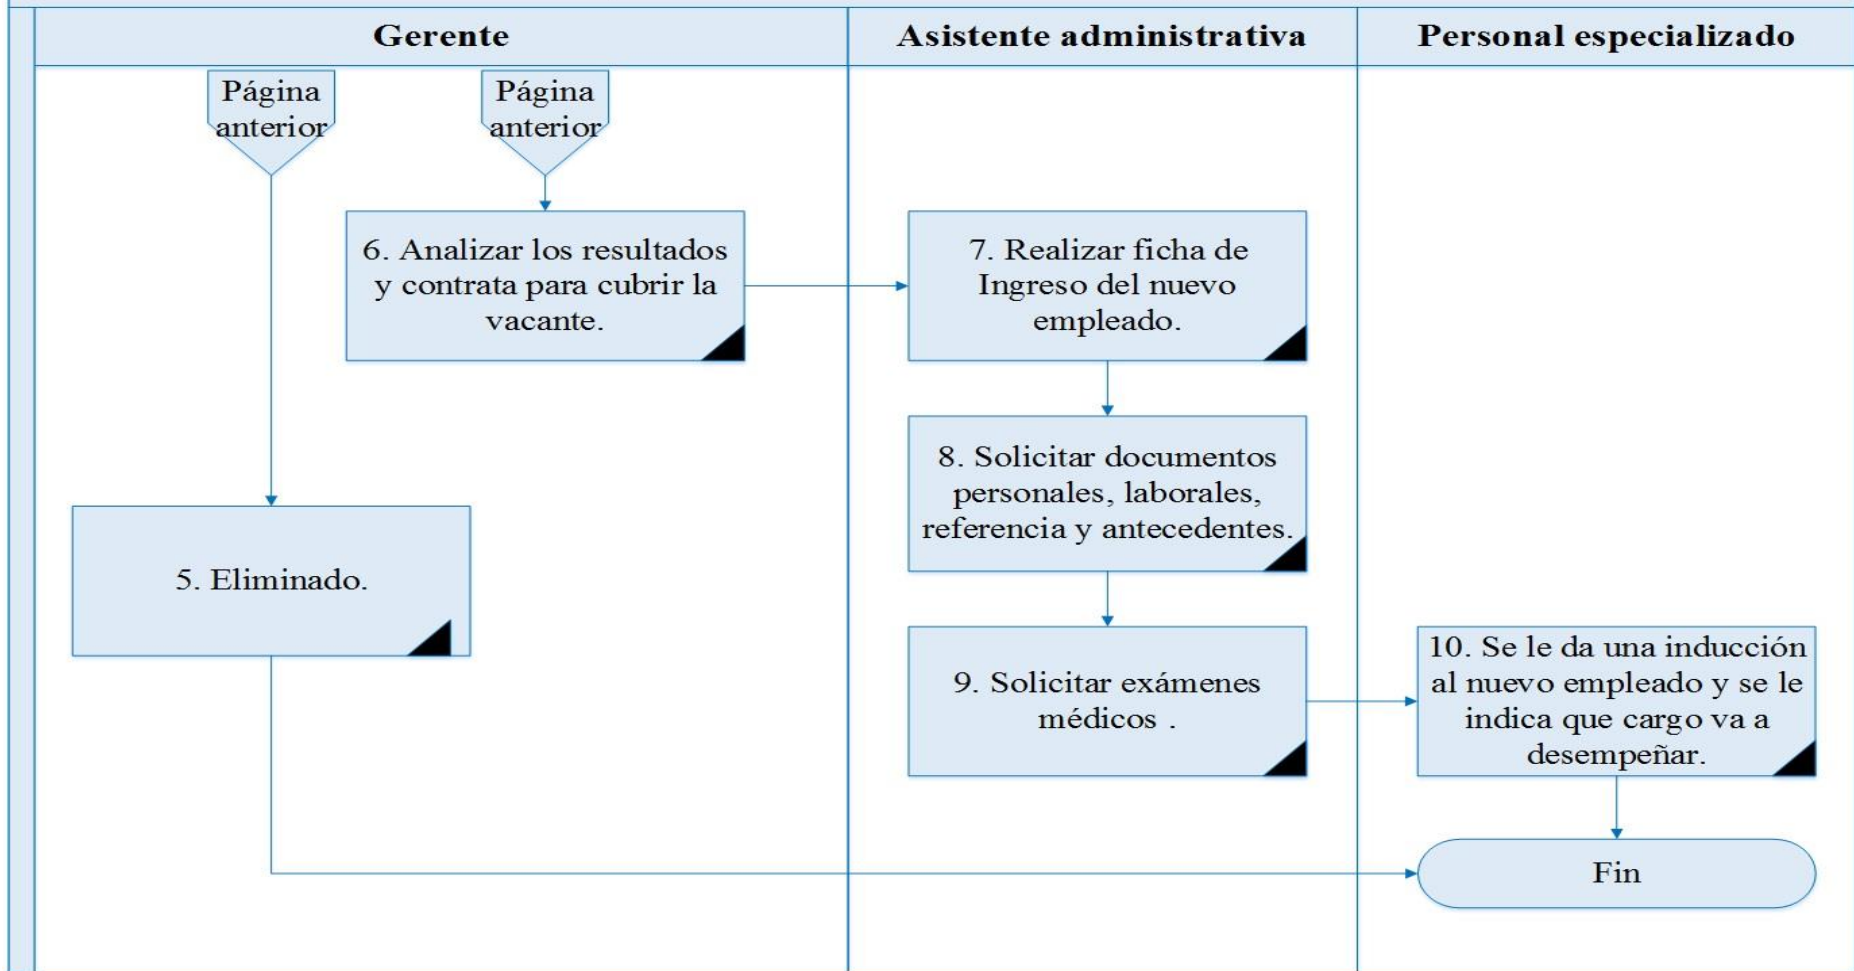 Gerente
Asistente administrativa
Personal especializado
Página
anterior
Página
anterior
6. Analizar los resultados
y contrata para cubrir la
vacante.
7. Realizar ficha de
Ingreso del nuevo
empleado.
8. Solicitar documentos
personales, laborales,
referencia y antecedentes.
5. Eliminado.
9. Solicitar exámenes
médicos .
10. Se le da una inducción
al nuevo empleado y se le
indica que cargo va a
desempeñar.
Fin